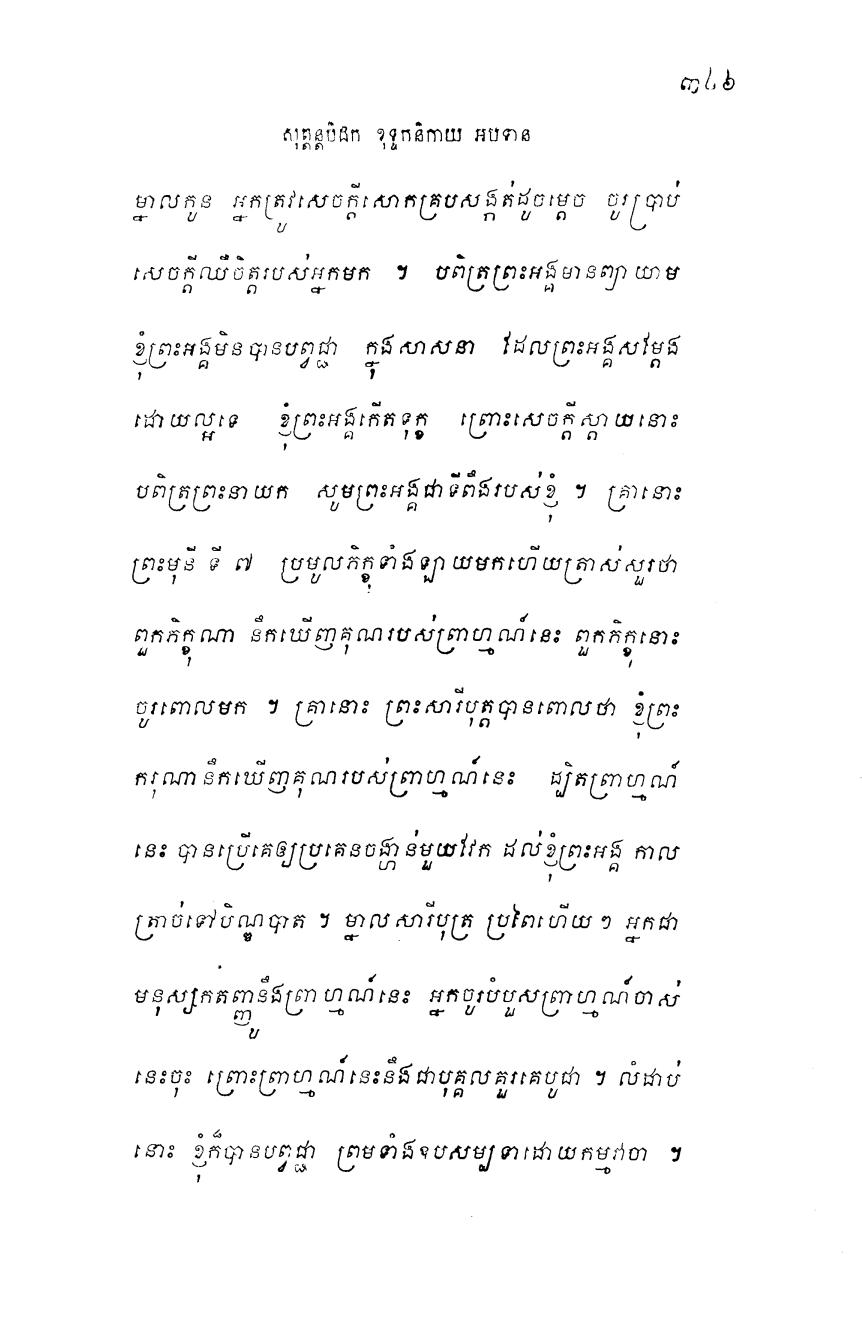 ៣៤៦
សុត្តន្តបិដក ខុទ្ទកនិកាយ អបទាន
ម្នាលកូន អ្នកត្រូវសេចក្តីសោកគ្របសង្កត់ដូចម្តេច ចូរប្រាប់
សេចក្តីឈឺចិត្តរបស់អ្នកមក ។ បពិត្រព្រះអង្គមានព្យាយាម
ខ្ញុំព្រះអង្គមិនបានបព្វជ្ជា ក្នុងសាសនា ដែលព្រះអង្គសម្តែង
ដោយល្អទេ ខ្ញុំព្រះអង្គកើតទុក្ខ ព្រោះសេចក្តីស្តាយនោះ
បពិត្រព្រះនាយក សូមព្រះអង្គជាទីពឹងរបស់ខ្ញុំ ។ គ្រានោះ
ព្រះមុនី ទី ៧ ប្រមូលភិក្ខុទាំងឡាយមកហើយត្រាស់សួរថា
ពួកភិក្ខុណា នឹកឃើញគុណរបស់ព្រាហ្មណ៍នេះ ពួកភិក្ខុនោះ
ចូរពោលមក ។ គ្រានោះ ព្រះសារីបុត្តបានពោលថា ខ្ញុំព្រះ
ករុណានឹកឃើញគុណរបស់ព្រាហ្មណ៍នេះ ដ្បិតព្រាហ្មណ៍
នេះ បានប្រើគេឲ្យប្រគេនចង្ហាន់មួយវែក ដល់ខ្ញុំព្រះអង្គ កាល
ត្រាច់ទៅបិណ្ឌបាត ។ ម្នាលសារីបុត្រ ប្រពៃហើយ ៗ អ្នកជា
មនុស្សកតញ្ញូនឹងព្រាហ្មណ៍នេះ អ្នកចូរបំបួសព្រាហ្មណ៍ចាស់
នេះចុះ ព្រោះព្រាហ្មណ៍នេះនឹងជាបុគ្គលគួរគេបូជា ។ លំដាប់
នោះ ខ្ញុំក៏បានបព្វជ្ជា ព្រមទាំងឧបសម្បទាដោយកម្មវាចា ។